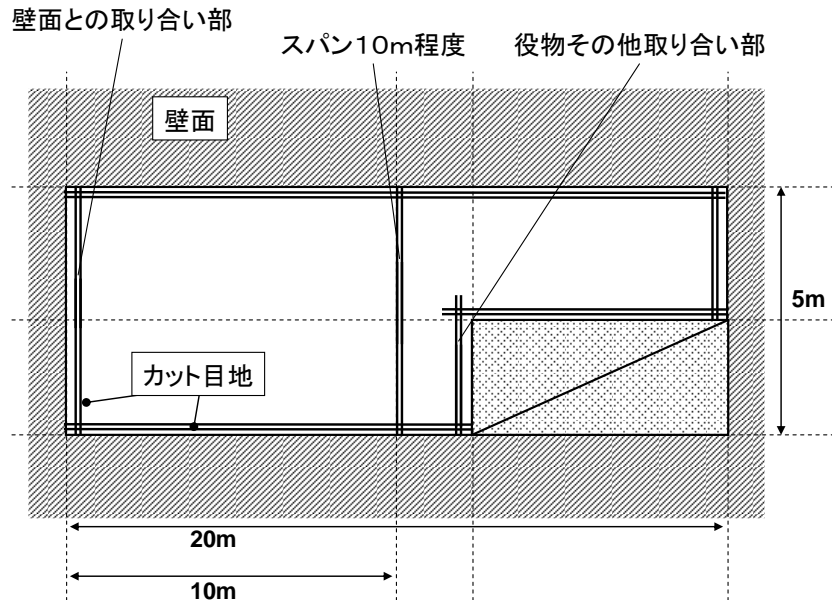 壁面との取り合い部
スパン10m程度
役物その他取り合い部
壁面
5m
カット目地
20m
10m